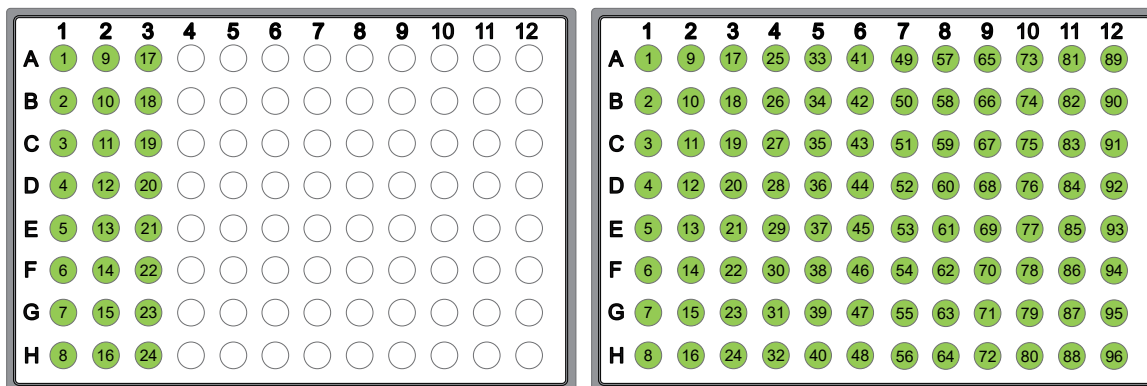 1 2 3 4 5 6 7 8 9 10 11 12
A 1 9 17
B 2 10 18
C 3 11 19
D 4 12 20
E 5 13 21
F 6 14 22
G 7 15 23
H 8 16 24
1 2 3 4 5 6 7 8 9 10 11 12
A 1 9 17 25 33 41 49 57 65 73 81 89
B 2 10 18 26 34 42 50 58 66 74 82 90
C 3 11 19 27 35 43 51 59 67 75 83 91
D 4 12 20 28 36 44 52 60 68 76 84 92
E 5 13 21 29 37 45 53 61 69 77 85 93
F 6 14 22 30 38 46 54 62 70 78 86 94
G 7 15 23 31 39 47 55 63 71 79 87 95
H 8 16 24 32 40 48 56 64 72 80 88 96